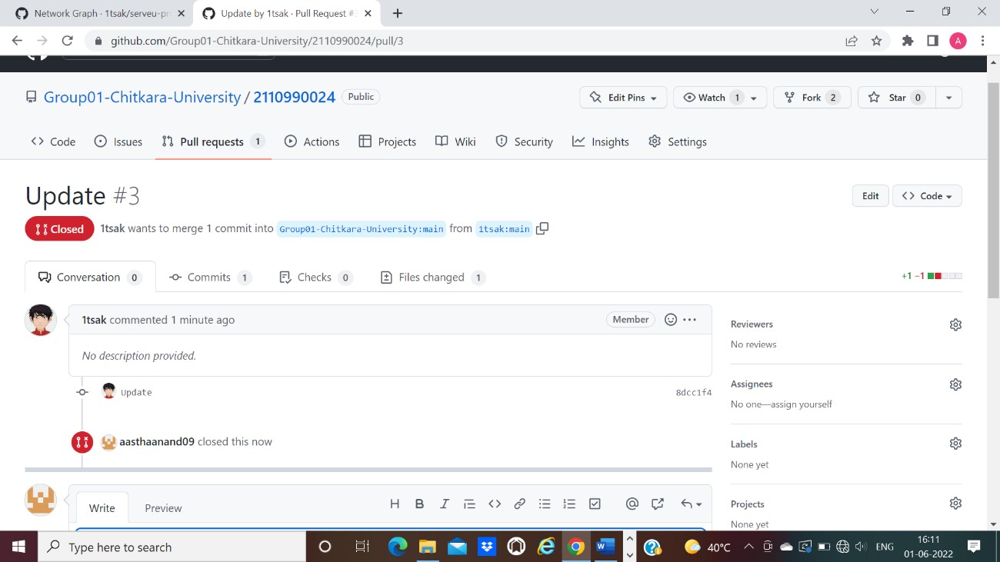 Network Graph · 1tsak/serveu-pr
Update by 1tsak · Pull Request #3
github.com/Group01-Chitkara-University/2110990024/pull/3
A
Group01-Chitkara-University / 2110990024 Public
Edit Pins Watch 1 Fork 2 Star 0
Code Issues Pull requests 1 Actions Projects Wiki Security Insights Settings
Update #3
Edit Code
Closed 1tsak wants to merge 1 commit into Group01-Chitkara-University:main from 1tsak:main
Conversation 0 Commits 1 Checks 0 Files changed 1
+1 −1
1tsak commented 1 minute ago
Member
No description provided.
Update
8dcc1f4
aasthaanand09 closed this now
Write Preview
H B I
Reviewers
No reviews
Assignees
No one—assign yourself
Labels
None yet
Projects
None yet
Type here to search
40°C
ENG
16:11
01-06-2022